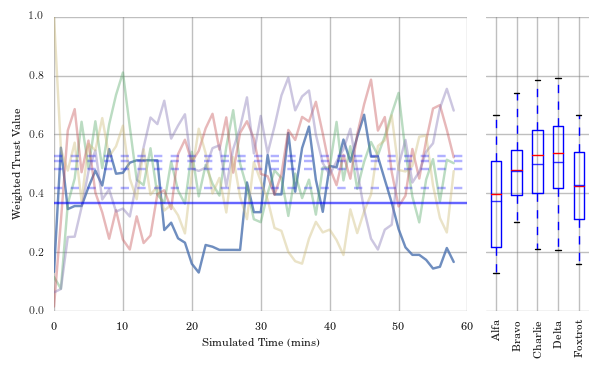 Weighted Trust Value
1.0
0.8
0.6
0.4
0.2
0.0
0
10
20
30
40
50
60
Simulated Time (mins)
Alfa
Bravo
Charlie
Delta
Foxtrot